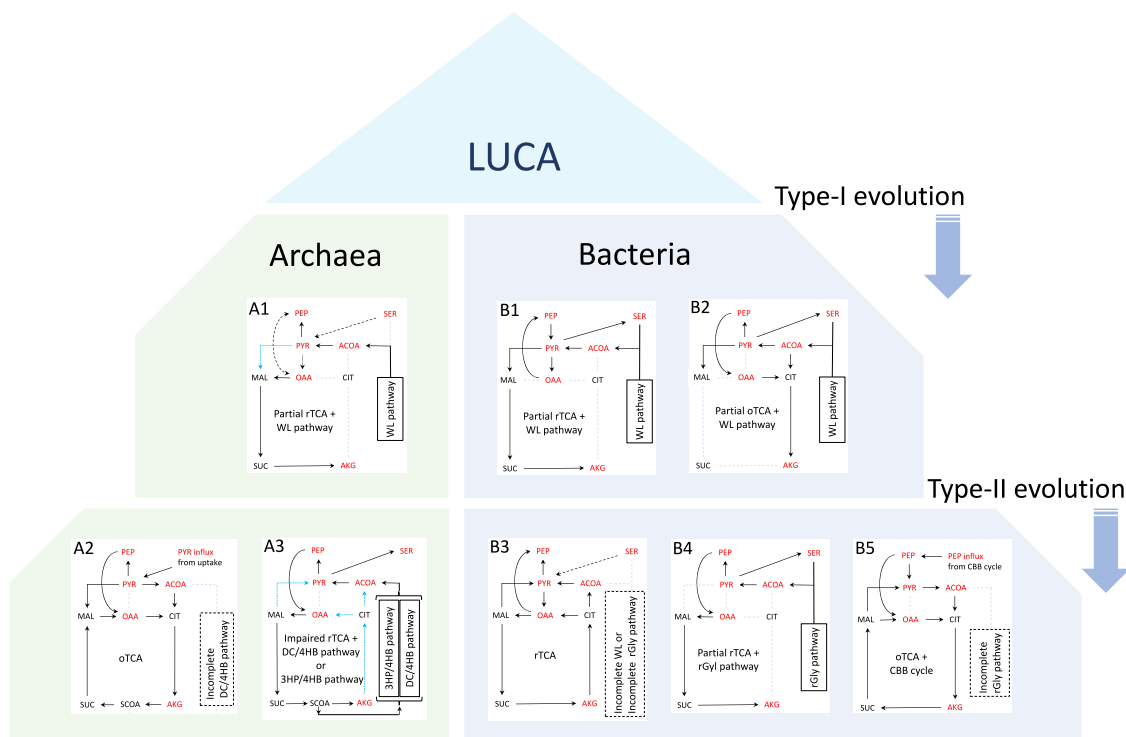 LUCA
Type-I evolution
Archaea
Bacteria
A1
PEP
SER
PYR
ACOA
MAL
OAA
CIT
Partial rTCA +
WL pathway
WL pathway
SUC
AKG
B1
PEP
SER
PYR
ACOA
MAL
OAA
CIT
Partial rTCA +
WL pathway
WL pathway
SUC
AKG
B2
PEP
SER
PYR
ACOA
MAL
OAA
CIT
Partial oTCA +
WL pathway
WL pathway
SUC
AKG
Type-II evolution
A2
PEP
PYR influx
from uptake
PYR
ACOA
MAL
OAA
CIT
oTCA
Incomplete
DC/4HB pathway
SUC
SCOA
AKG
A3
PEP
SER
PYR
ACOA
MAL
OAA
CIT
Impaired rTCA +
DC/4HB pathway
or
3HP/4HB pathway
3HP/4HB pathway
DC/4HB pathway
SUC
SCOA
AKG
B3
PEP
SER
PYR
ACOA
MAL
OAA
CIT
rTCA
Incomplete WL or
Incomplete rGly pathway
SUC
AKG
B4
PEP
SER
PYR
ACOA
MAL
OAA
CIT
Partial rTCA +
rGyl pathway
rGly pathway
SUC
AKG
B5
PEP
PEP influx
from CBB cycle
PYR
ACOA
MAL
OAA
CIT
oTCA +
CBB cycle
Incomplete
rGly pathway
SUC
AKG